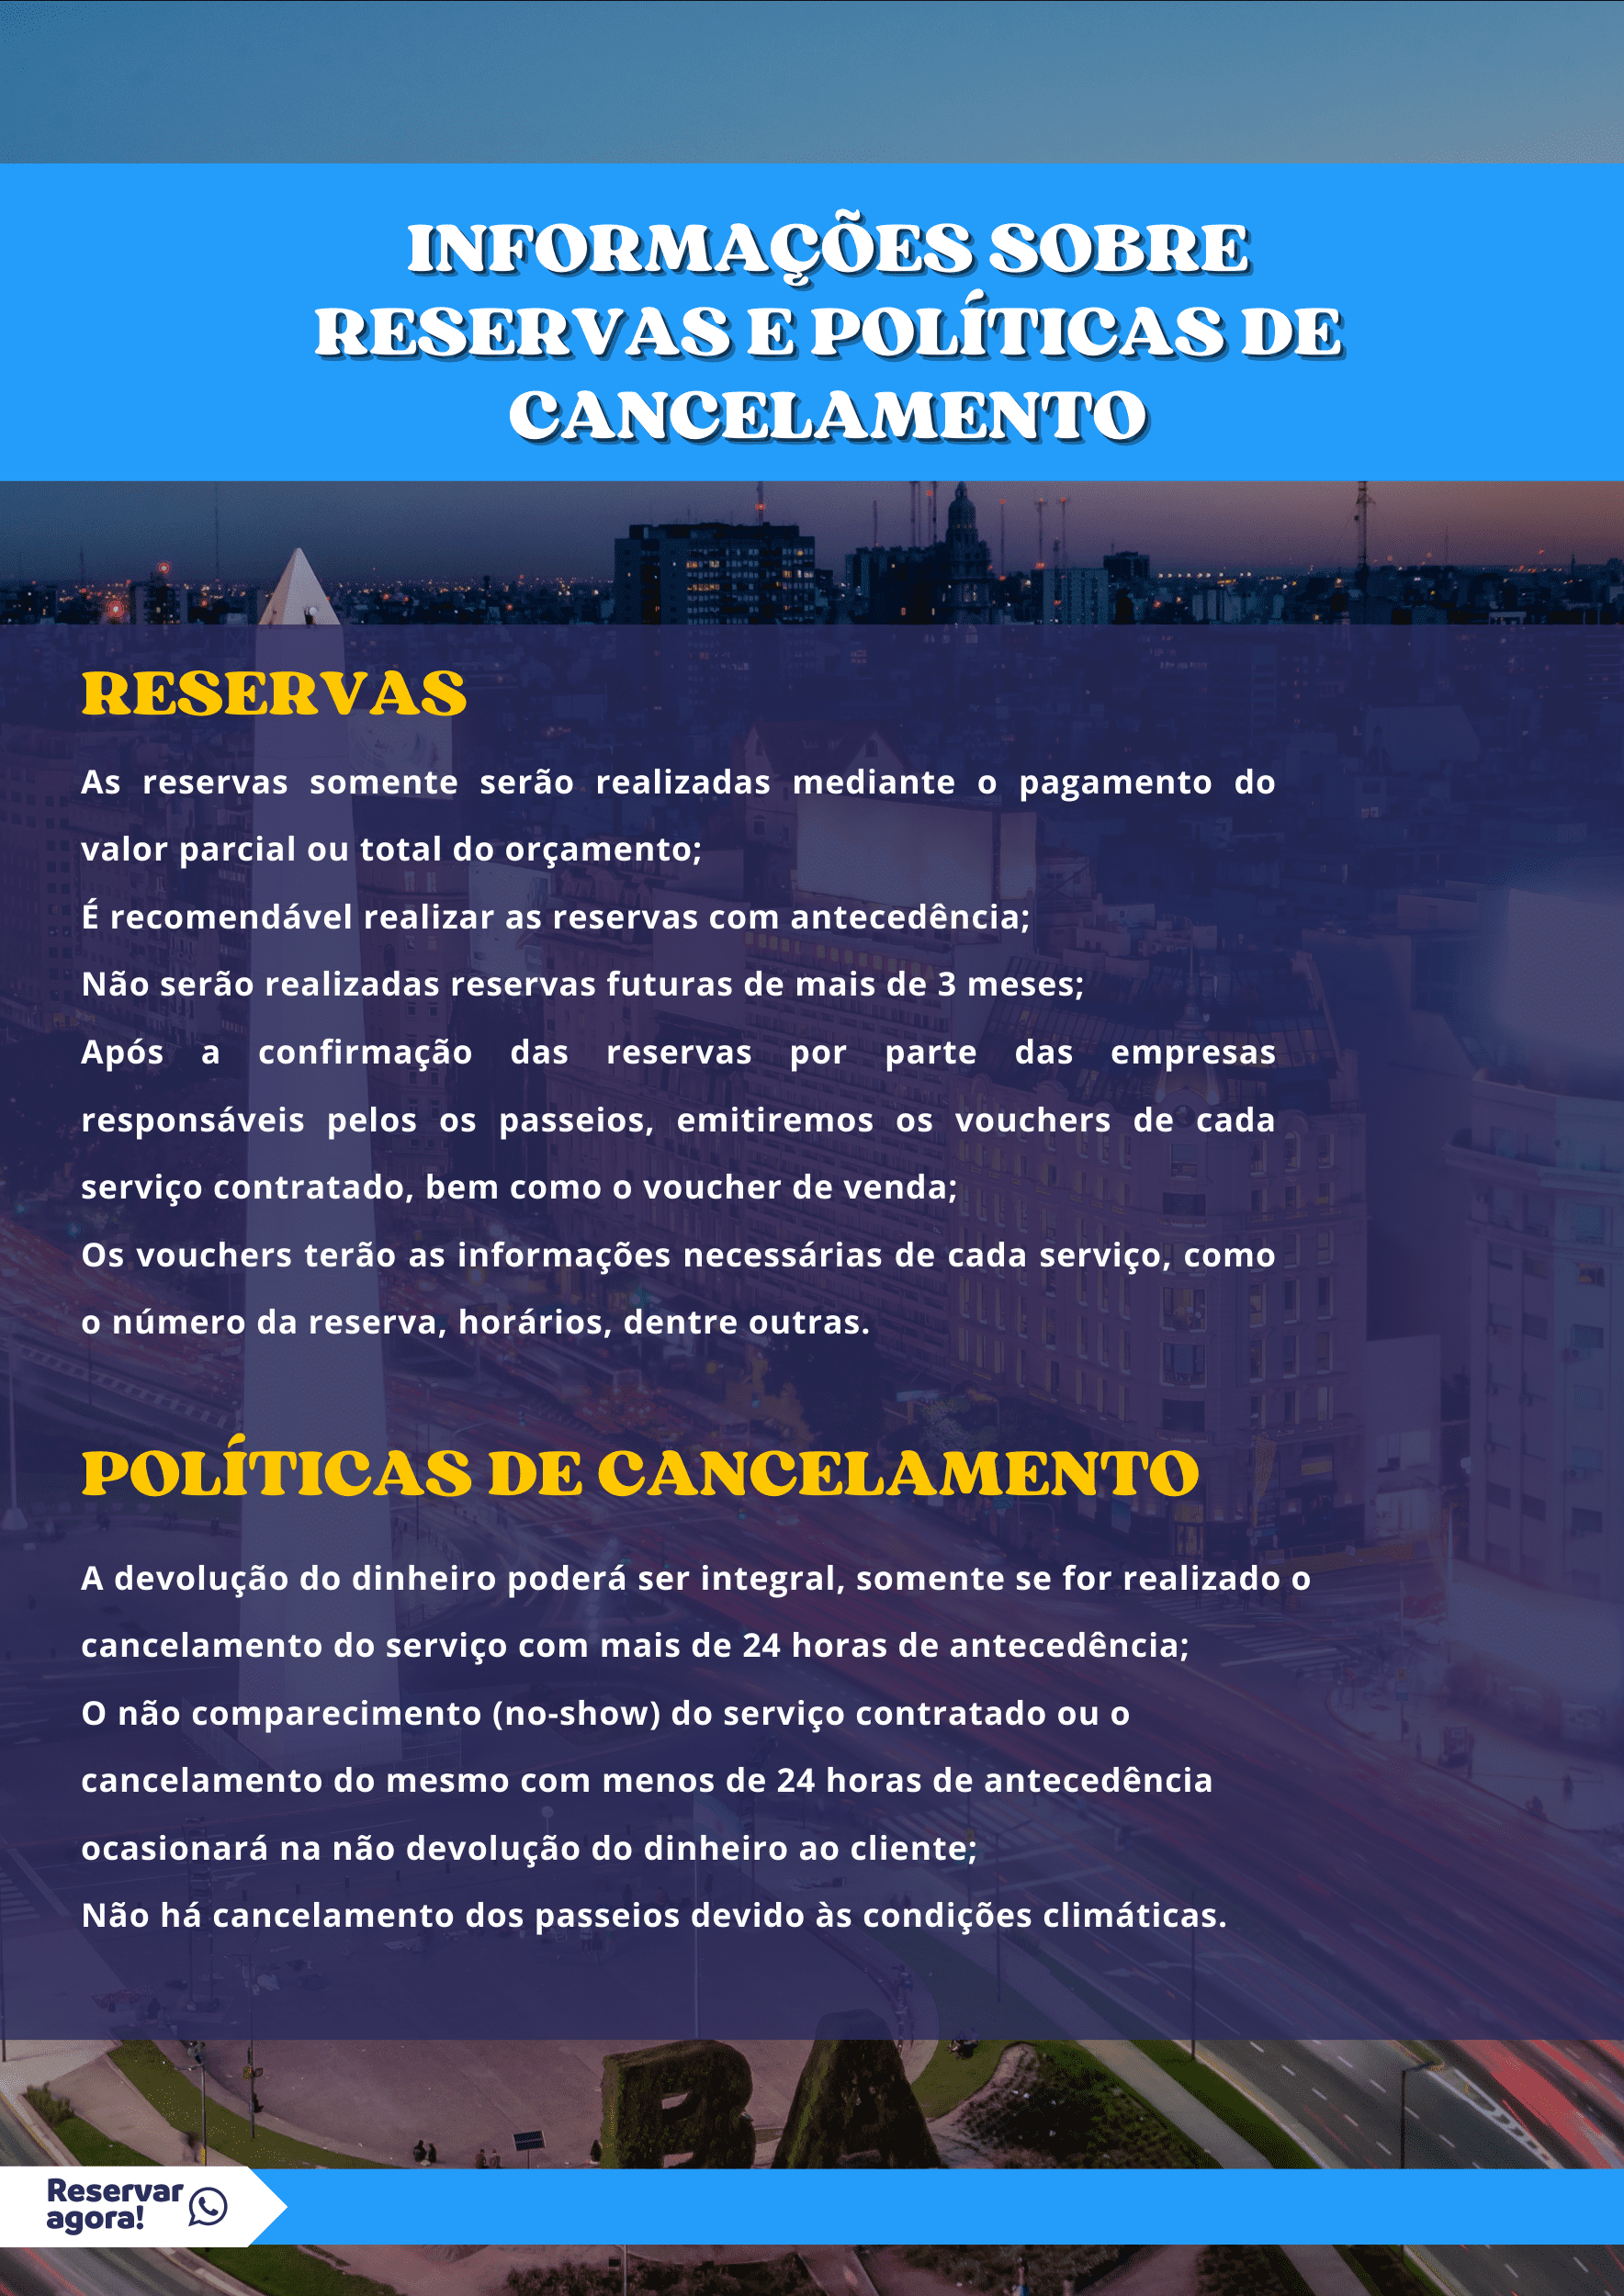 INFORMAÇÕES SOBRE
RESERVAS E POLÍTICAS DE
CANCELAMENTO
RESERVAS
As reservas somente serão realizadas mediante o pagamento do
valor parcial ou total do orçamento;
É recomendável realizar as reservas com antecedência;
Não serão realizadas reservas futuras de mais de 3 meses;
Após a confirmação das reservas por parte das empresas
responsáveis pelos os passeios, emitiremos os vouchers de cada
serviço contratado, bem como o voucher de venda;
Os vouchers terão as informações necessárias de cada serviço, como
o número da reserva, horários, dentre outras.
POLÍTICAS DE CANCELAMENTO
A devolução do dinheiro poderá ser integral, somente se for realizado o
cancelamento do serviço com mais de 24 horas de antecedência;
O não comparecimento (no-show) do serviço contratado ou o
cancelamento do mesmo com menos de 24 horas de antecedência
ocasionará na não devolução do dinheiro ao cliente;
Não há cancelamento dos passeios devido às condições climáticas.
BA
Reservar
agora!